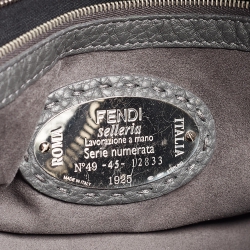 FENDI
selleria
Lavorazione a mano
Serie numerata
N°49-45-12833
1925
ROMA
ITALIA
MADE IN ITALY